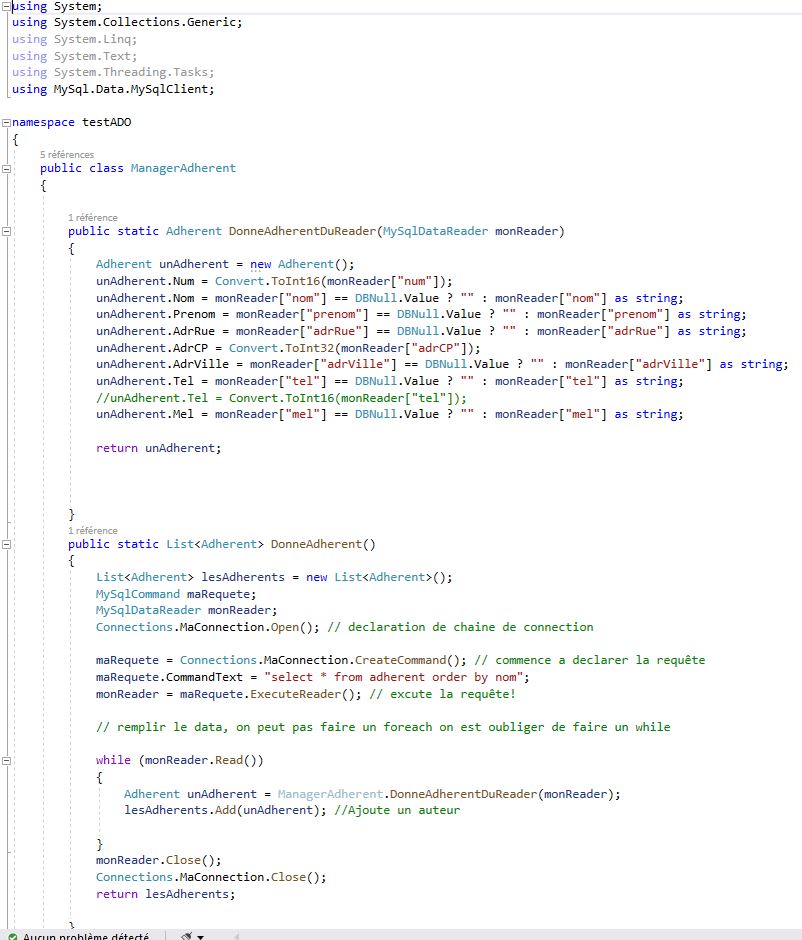 using System;
using System.Collections.Generic;
using System.Linq;
using System.Text;
using System.Threading.Tasks;
using MySql.Data.MySqlClient;
namespace testADO
{
5 références
public class ManagerAdherent
{
1 référence
public static Adherent DonneAdherentDuReader(MySqlDataReader monReader)
{
Adherent unAdherent = new Adherent();
unAdherent.Num = Convert.ToInt16(monReader["num"]);
unAdherent.Nom = monReader["nom"] == DBNull.Value ? "" : monReader["nom"] as string;
unAdherent.Prenom = monReader["prenom"] == DBNull.Value ? "" : monReader["prenom"] as string;
unAdherent.AdrRue = monReader["adrRue"] == DBNull.Value ? "" : monReader["adrRue"] as string;
unAdherent.AdrCP = Convert.ToInt32(monReader["adrCP"]);
unAdherent.AdrVille = monReader["adrVille"] == DBNull.Value ? "" : monReader["adrVille"] as string;
unAdherent.Tel = monReader["tel"] == DBNull.Value ? "" : monReader["tel"] as string;
//unAdherent.Tel = Convert.ToInt16(monReader["tel"]);
unAdherent.Mel = monReader["mel"] == DBNull.Value ? "" : monReader["mel"] as string;
return unAdherent;
}
1 référence
public static List<Adherent> DonneAdherent()
{
List<Adherent> lesAdherents = new List<Adherent>();
MySqlCommand maRequete;
MySqlDataReader monReader;
Connections.MaConnection.Open(); // declaration de chaine de connection
maRequete = Connections.MaConnection.CreateCommand(); // commence a declarer la requête
maRequete.CommandText = "select * from adherent order by nom";
monReader = maRequete.ExecuteReader(); // excute la requête!
// remplir le data, on peut pas faire un foreach on est oubliger de faire un while
while (monReader.Read())
{
Adherent unAdherent = ManagerAdherent.DonneAdherentDuReader(monReader);
lesAdherents.Add(unAdherent); //Ajoute un auteur
}
monReader.Close();
Connections.MaConnection.Close();
return lesAdherents;
}
Aucun problème détecté